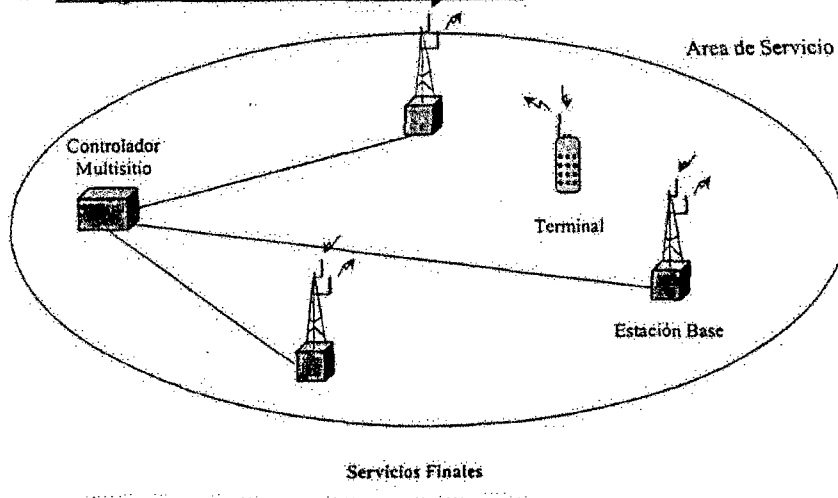 Area de Servicio
Controlador
Multisitio
Terminal
Estación Base
Servicios Finales